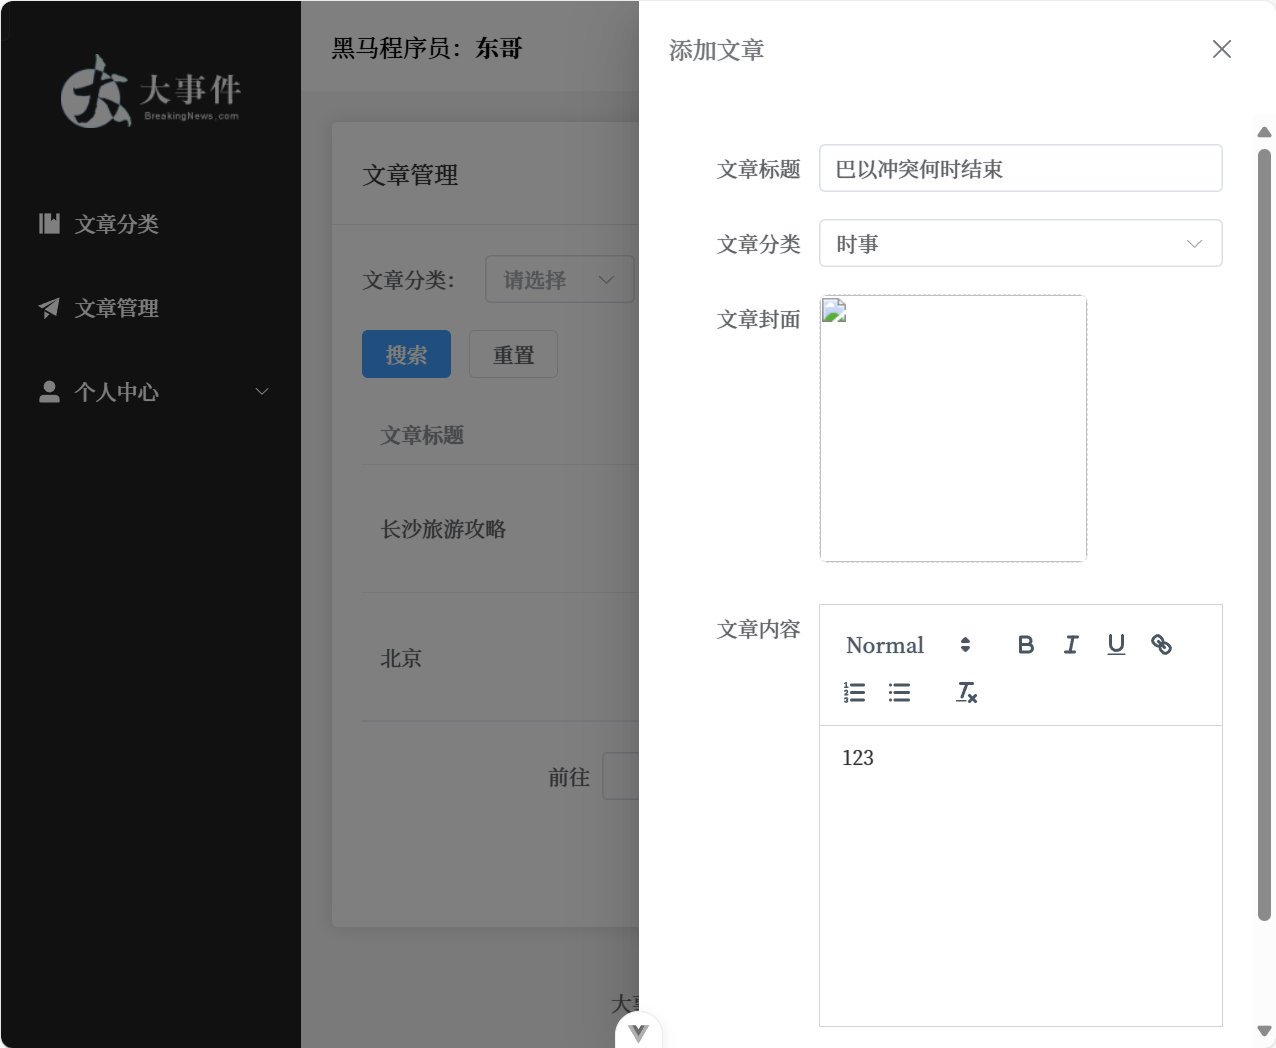 大事件
BreakingNews.com
文章分类
文章管理
个人中心
黑马程序员：东哥
文章管理
文章分类：
请选择
搜索
重置
文章标题
长沙旅游攻略
北京
前往
大事
添加文章
文章标题
巴以冲突何时结束
文章分类
时事
文章封面
文章内容
Normal
123